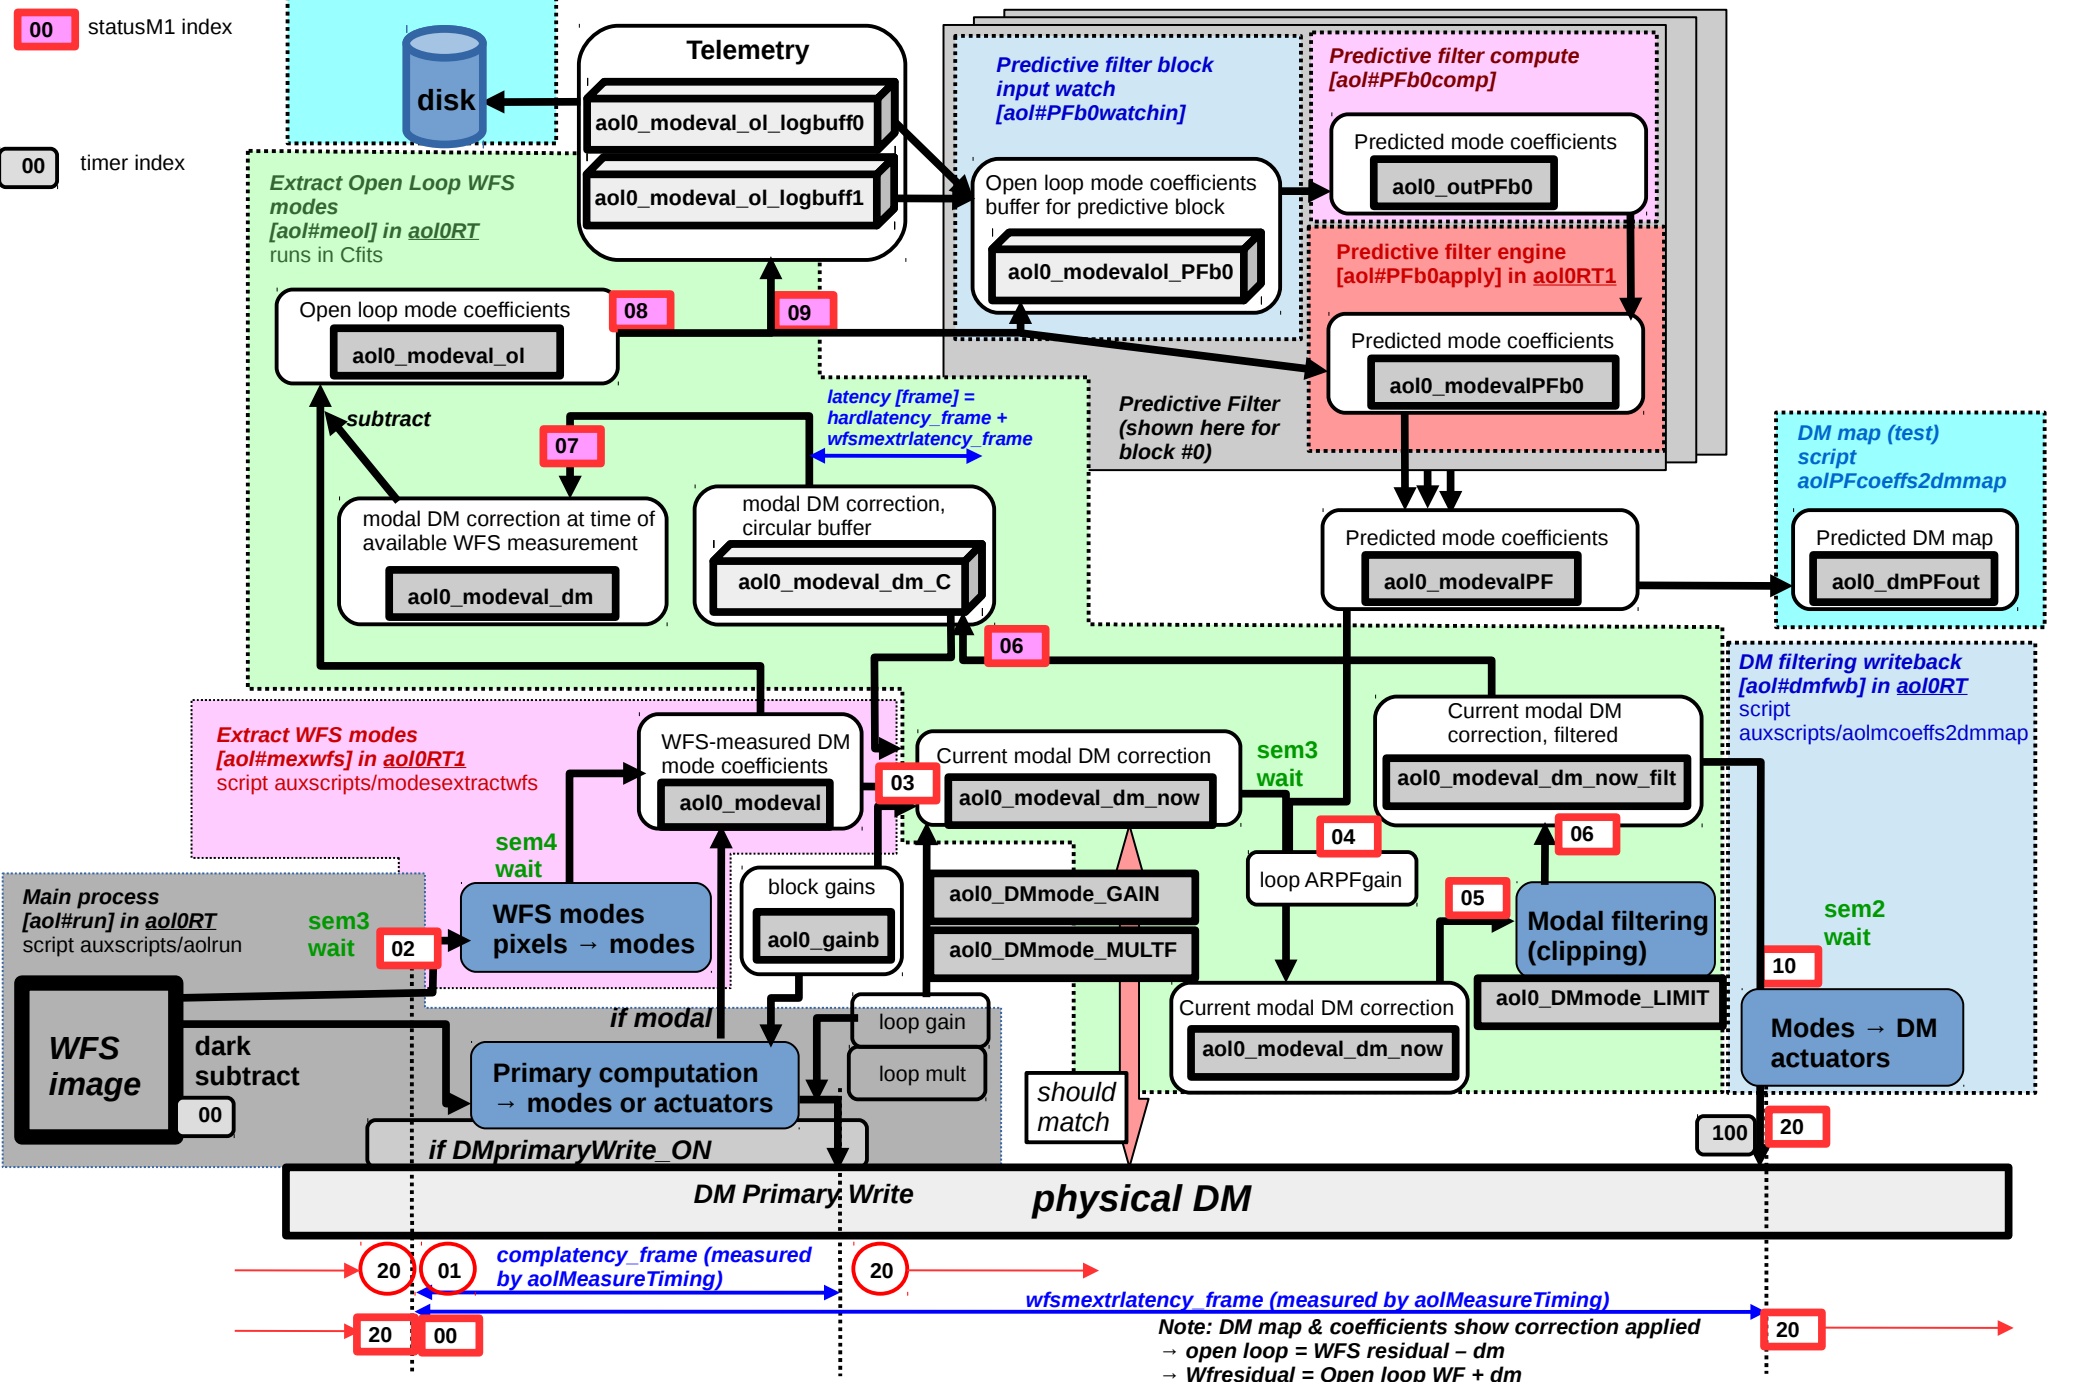 00
statusM1 index
00
timer index
disk
Telemetry
aol0_modeval_ol_logbuff0
aol0_modeval_ol_logbuff1
Predictive filter block
input watch
[aol#PFb0watchin]
Open loop mode coefficients
buffer for predictive block
aol0_modevalol_PFb0
Predictive filter compute
[aol#PFb0comp]
Predicted mode coefficients
aol0_outPFb0
Predictive filter engine
[aol#PFb0apply] in aol0RT1
Predicted mode coefficients
aol0_modevalPFb0
Predictive Filter
(shown here for
block #0)
Extract Open Loop WFS
modes
[aol#meol] in aol0RT
runs in Cfits
Open loop mode coefficients
aol0_modeval_ol
08
09
subtract
07
latency [frame] =
hardlatency_frame +
wfsmextrlatency_frame
modal DM correction at time of
available WFS measurement
aol0_modeval_dm
modal DM correction,
circular buffer
aol0_modeval_dm_C
06
Predicted mode coefficients
aol0_modevalPF
DM map (test)
script
aolPFcoeffs2dmmap
Predicted DM map
aol0_dmPFout
DM filtering writeback
[aol#dmfwb] in aol0RT
script
auxscripts/aolmcoeffs2dmmap
Extract WFS modes
[aol#mexwfs] in aol0RT1
script auxscripts/modesextractwfs
WFS-measured DM
mode coefficients
aol0_modeval
03
Current modal DM correction
aol0_modeval_dm_now
sem3
wait
Current modal DM
correction, filtered
aol0_modeval_dm_now_filt
04
06
loop ARPFgain
sem4
wait
WFS modes
pixels → modes
block gains
aol0_gainb
aol0_DMmode_GAIN
aol0_DMmode_MULTF
05
Modal filtering
(clipping)
aol0_DMmode_LIMIT
sem2
wait
10
Modes → DM
actuators
Main process
[aol#run] in aol0RT
script auxscripts/aolrun
sem3
wait
02
WFS
image
dark
subtract
00
if modal
Primary computation
→ modes or actuators
loop gain
loop mult
if DMprimaryWrite_ON
Current modal DM correction
aol0_modeval_dm_now
should
match
100
20
DM Primary Write
physical DM
20
01
complatency_frame (measured
by aolMeasureTiming)
20
wfsmextrlatency_frame (measured by aolMeasureTiming)
20
00
20
Note: DM map & coefficients show correction applied
→ open loop = WFS residual – dm
→ Wfresidual = Open loop WF + dm